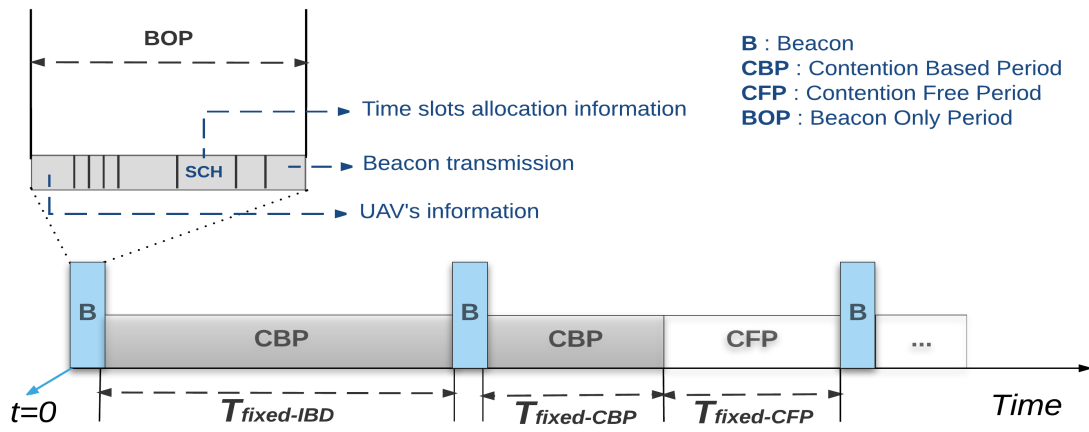 BOP
B : Beacon
CBP : Contention Based Period
CFP : Contention Free Period
BOP : Beacon Only Period
Time slots allocation information
SCH
Beacon transmission
UAV's information
B
CBP
B
CBP
CFP
B
...
t=0
Tfixed-IBD
Tfixed-CBP
Tfixed-CFP
Time